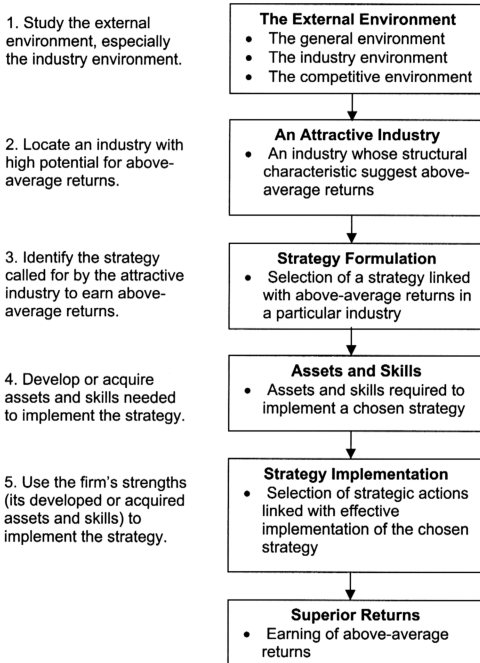 1. Study the external
environment, especially
the industry environment.
The External Environment
• The general environment
• The industry environment
• The competitive environment
2. Locate an industry with
high potential for above-
average returns.
An Attractive Industry
• An industry whose structural
characteristic suggest above-
average returns
3. Identify the strategy
called for by the attractive
industry to earn above-
average returns.
Strategy Formulation
• Selection of a strategy linked
with above-average returns in
a particular industry
4. Develop or acquire
assets and skills needed
to implement the strategy.
Assets and Skills
• Assets and skills required to
implement a chosen strategy
5. Use the firm's strengths
(its developed or acquired
assets and skills) to
implement the strategy.
Strategy Implementation
• Selection of strategic actions
linked with effective
implementation of the chosen
strategy
Superior Returns
• Earning of above-average
returns